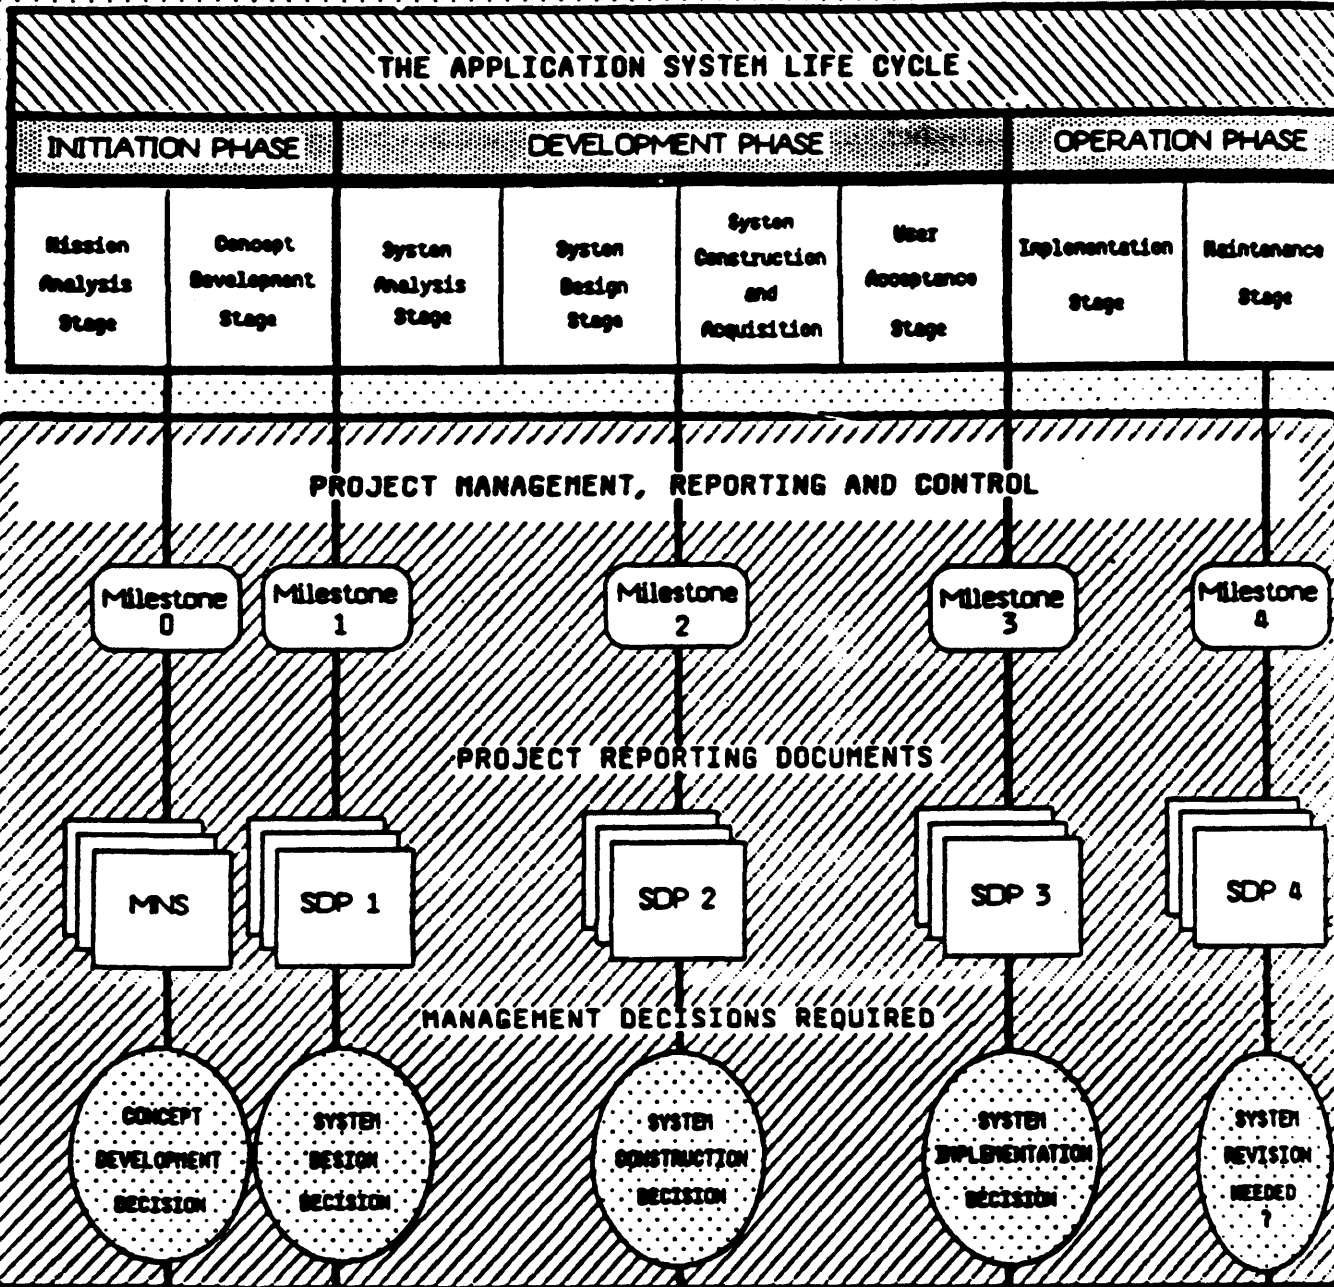 THE APPLICATION SYSTEM LIFE CYCLE
INITIATION PHASE
DEVELOPMENT PHASE
OPERATION PHASE
Mission
Analysis
Stage
Concept
Development
Stage
System
Analysis
Stage
System
Design
Stage
System
Construction
and
Acquisition
User
Acceptance
Stage
Implementation
Stage
Maintenance
Stage
PROJECT MANAGEMENT, REPORTING AND CONTROL
Milestone
0
Milestone
1
Milestone
2
Milestone
3
Milestone
4
PROJECT REPORTING DOCUMENTS
MNS
SDP 1
SDP 2
SDP 3
SDP 4
MANAGEMENT DECISIONS REQUIRED
CONCEPT
DEVELOPMENT
DECISION
SYSTEM
DESIGN
DECISION
SYSTEM
CONSTRUCTION
DECISION
SYSTEM
IMPLEMENTATION
DECISION
SYSTEM
REVISION
NEEDED
?